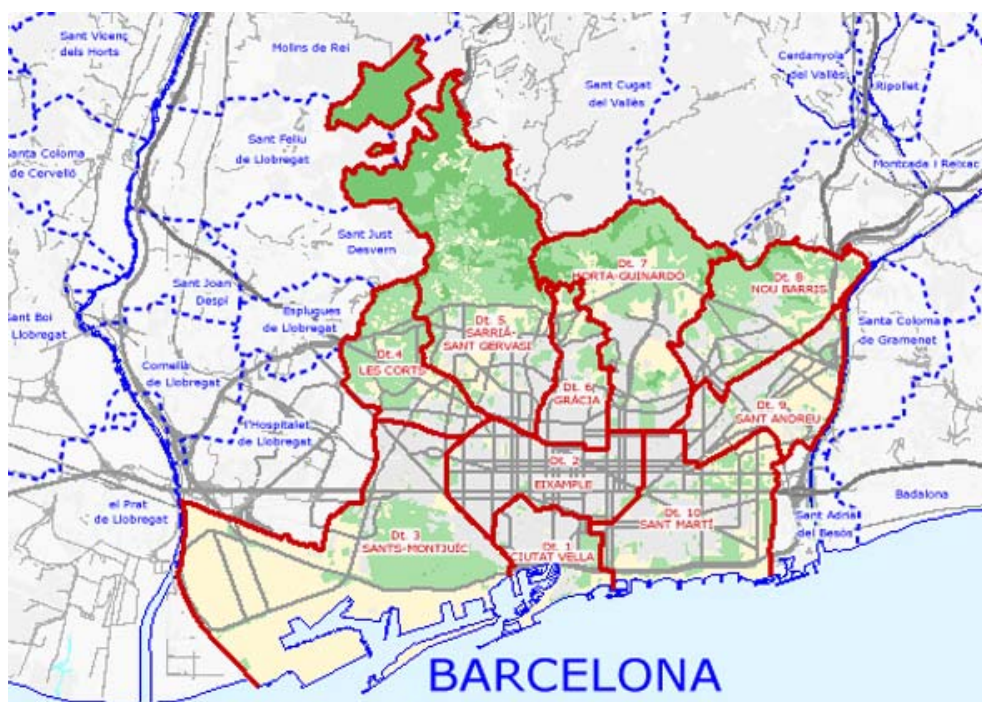 Sant Vicenç
dels Horts
Molins de Rei
Cerdanyola
del Vallès
Ripollet
Sant Cugat
del Vallès
Sant Feliu
de Llobregat
Santa Coloma
de Cervelló
Montcada i Reixac
Sant Just
Desvern
Dt. 7
HORTA-GUINARDÓ
Dt. 8
NOU BARRIS
Sant Joan
Despí
Sant Boi
Llobregat
Esplugues
de Llobregat
Dt. 5
SARRIÀ-
SANT GERVASI
Santa Coloma
de Gramenet
Dt.4
LES CORTS
Cornellà
de Llobregat
Dt. 6
GRÀCIA
Dt. 9
SANT ANDREU
l'Hospitalet
de Llobregat
Dt. 2
EIXAMPLE
el Prat
de Llobregat
Badalona
Dt. 10
SANT MARTÍ
Sant Adrià
del Besòs
Dt. 3
SANTS-MONTJUÏC
Dt. 1
CIUTAT VELLA
BARCELONA